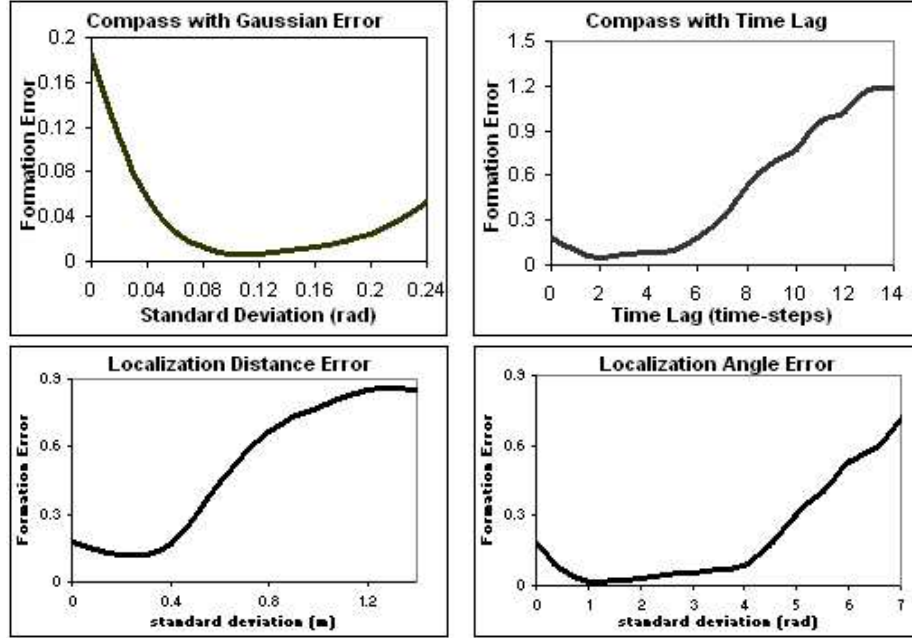 Compass with Gaussian Error
Formation Error
0.2
0.16
0.12
0.08
0.04
0
0 0.04 0.08 0.12 0.16 0.2 0.24
Standard Deviation (rad)
Compass with Time Lag
Formation Error
1.5
1.2
0.9
0.6
0.3
0
0 2 4 6 8 10 12 14
Time Lag (time-steps)
Localization Distance Error
Formation Error
0.9
0.6
0.3
0
0 0.4 0.8 1.2
standard deviation (m)
Localization Angle Error
Formation Error
0.9
0.6
0.3
0
0 1 2 3 4 5 6 7
standard deviation (rad)